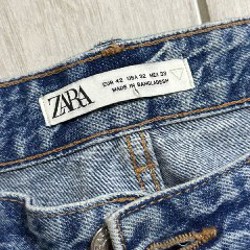 ZARA
EUR 42 USA 32 MEX 32
MADE IN BANGLADESH